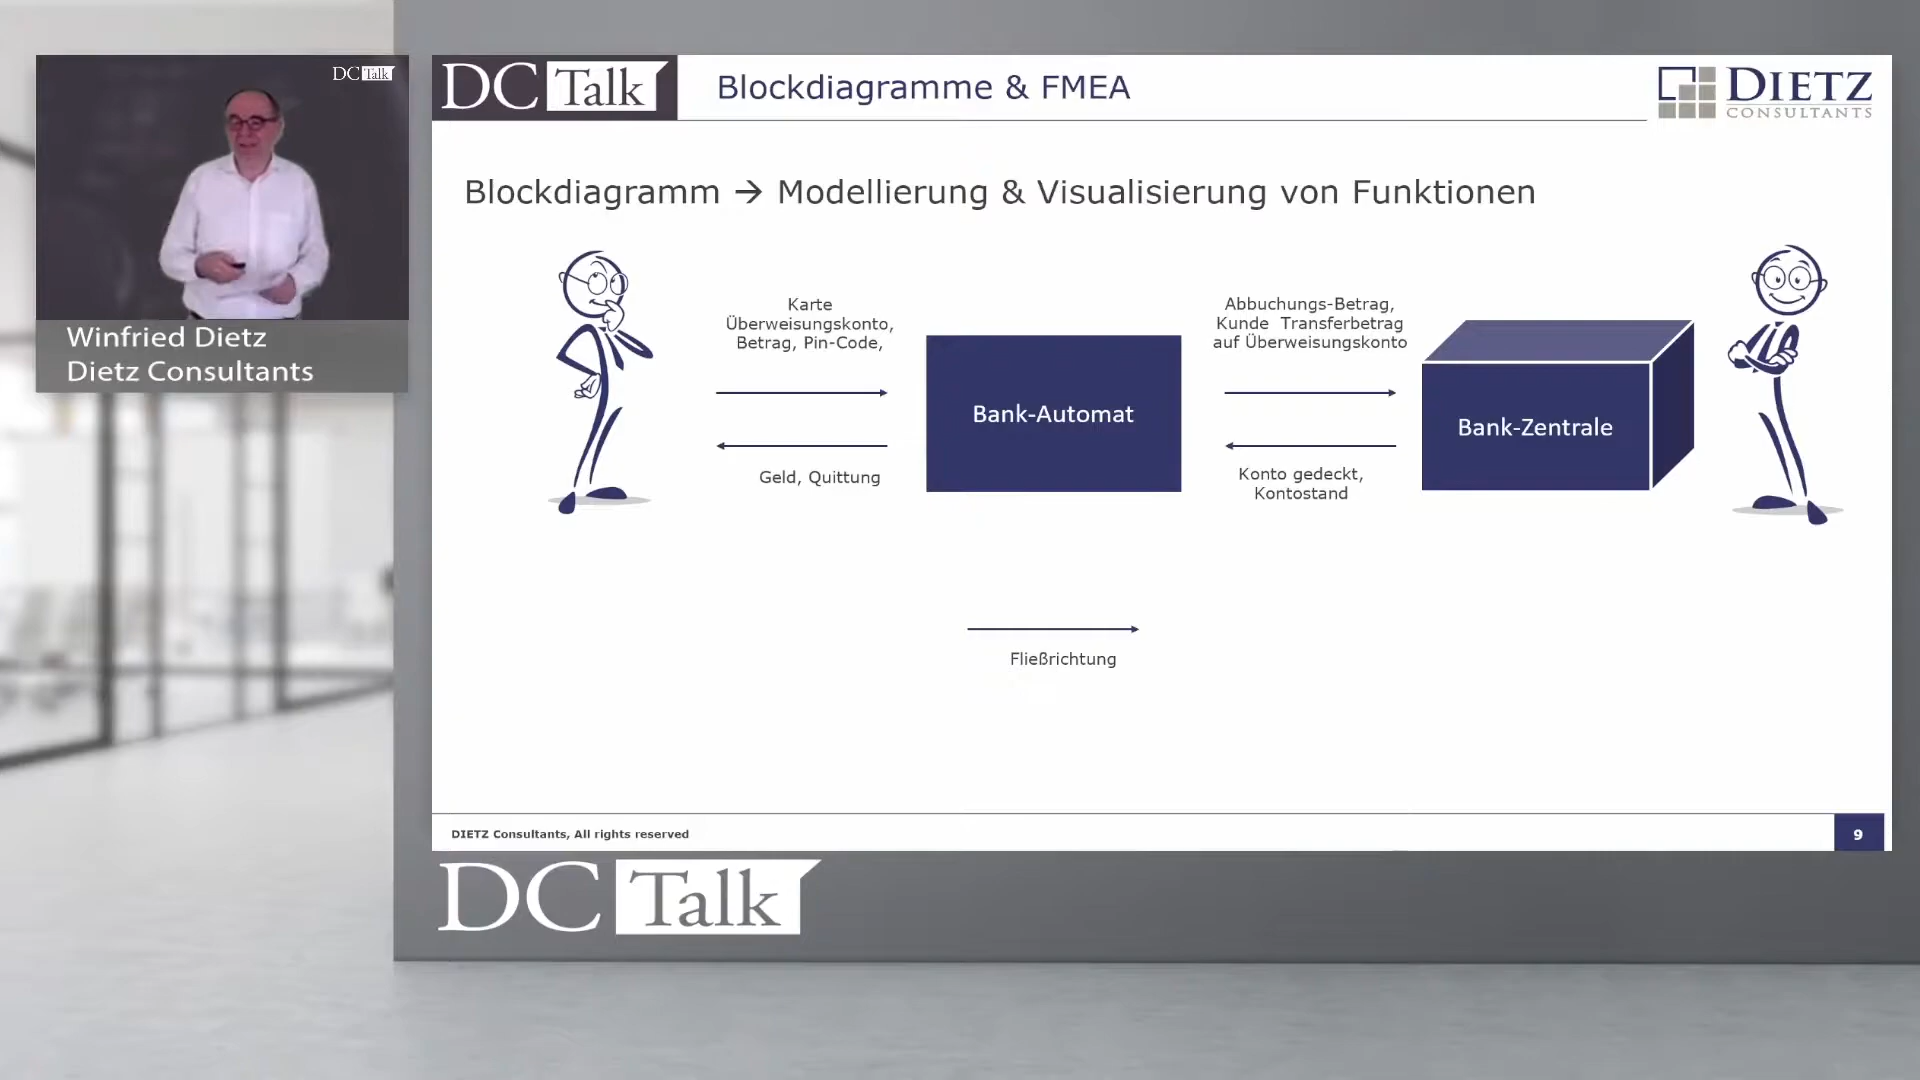 DC Talk
Winfried Dietz
Dietz Consultants
DC Talk
Blockdiagramme & FMEA
DIETZ
CONSULTANTS
Blockdiagramm → Modellierung & Visualisierung von Funktionen
Karte
Überweisungskonto,
Betrag, Pin-Code,
Geld, Quittung
Bank-Automat
Abbuchungs-Betrag,
Kunde Transferbetrag
auf Überweisungskonto
Konto gedeckt,
Kontostand
Bank-Zentrale
Fließrichtung
DIETZ Consultants, All rights reserved
9
DC Talk